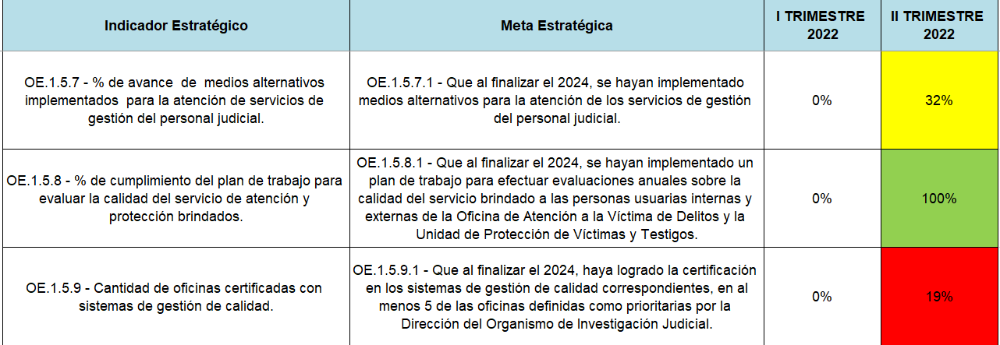 Indicador Estratégico
Meta Estratégica
I TRIMESTRE
2022
II TRIMESTRE
2022
OE.1.5.7 - % de avance de medios alternativos
implementados para la atención de servicios de
gestión del personal judicial.
OE.1.5.7.1 - Que al finalizar el 2024, se hayan implementado
medios alternativos para la atención de los servicios de gestión
del personal judicial.
0%
32%
OE.1.5.8 - % de cumplimiento del plan de trabajo para
evaluar la calidad del servicio de atención y
protección brindados.
OE.1.5.8.1 - Que al finalizar el 2024, se hayan implementado un
plan de trabajo para efectuar evaluaciones anuales sobre la
calidad del servicio brindado a las personas usuarias internas y
externas de la Oficina de Atención a la Víctima de Delitos y la
Unidad de Protección de Víctimas y Testigos.
0%
100%
OE.1.5.9 - Cantidad de oficinas certificadas con
sistemas de gestión de calidad.
OE.1.5.9.1 - Que al finalizar el 2024, haya logrado la certificación
en los sistemas de gestión de calidad correspondientes, en al
menos 5 de las oficinas definidas como prioritarias por la
Dirección del Organismo de Investigación Judicial.
0%
19%